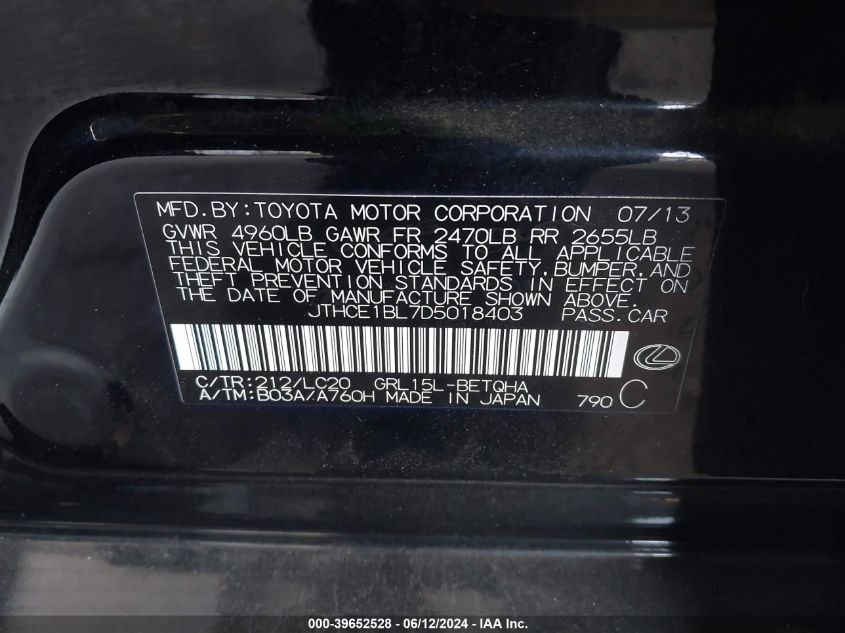 MFD.BY:TOYOTA MOTOR CORPORATION 07/13
GVWR 4960LB GAWR FR 2470LB RR 2655LB
THIS VEHICLE CONFORMS TO ALL APPLICABLE
FEDERAL MOTOR VEHICLE SAFETY,BUMPER,AND
THEFT PREVENTION STANDARDS IN EFFECT ON
THE DATE OF MANUFACTURE SHOWN ABOVE.
JTHCE1BL7D5018403 PASS.CAR
C/TR:212/LC20 GRL15L-BETQHA
A/TM:B03A/A760H MADE IN JAPAN 790 C
000-39652528 - 06/12/2024 - IAA Inc.